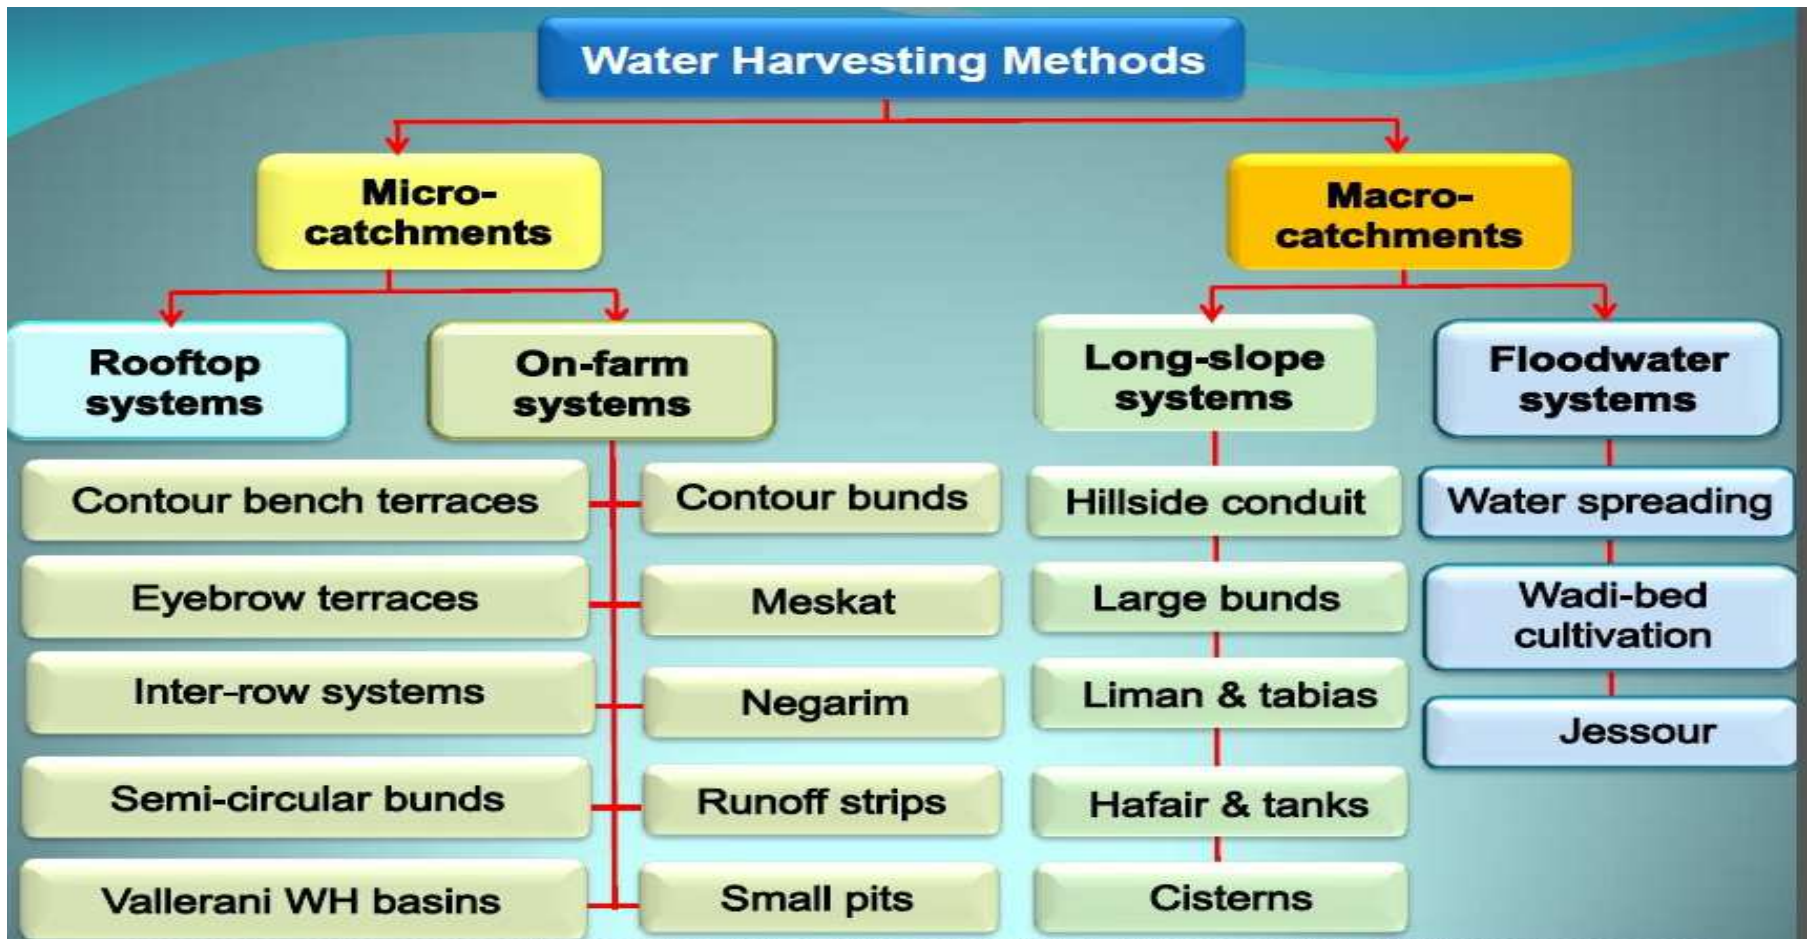 Water Harvesting Methods
Micro-
catchments
Macro-
catchments
Rooftop
systems
On-farm
systems
Long-slope
systems
Floodwater
systems
Contour bench terraces
Contour bunds
Eyebrow terraces
Meskat
Inter-row systems
Negarim
Semi-circular bunds
Runoff strips
Vallerani WH basins
Small pits
Hillside conduit
Large bunds
Liman & tabias
Hafair & tanks
Cisterns
Water spreading
Wadi-bed
cultivation
Jessour